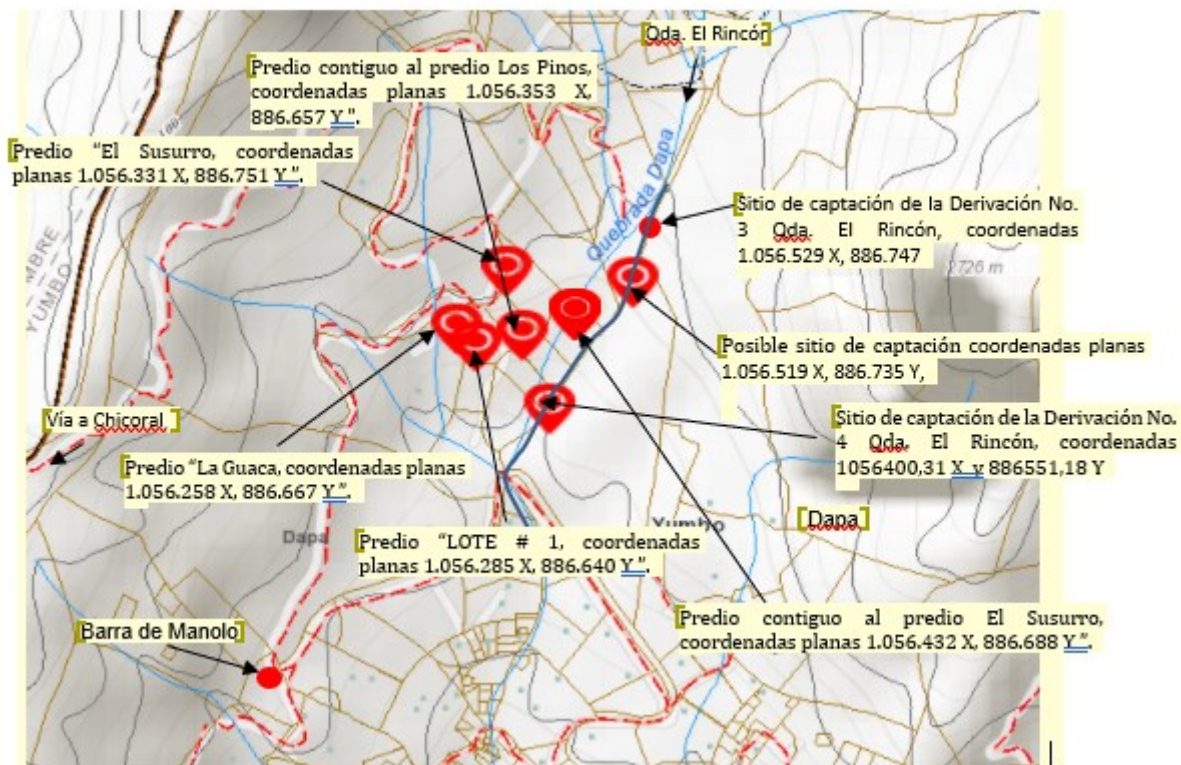 Qda. El Rincón
Predio contiguo al predio Los Pinos,
coordenadas planas 1.056.353 X,
886.657 Y ”.
Predio “El Susurro, coordenadas
planas 1.056.331 X, 886.751 Y ”.
Quebrada Dapa
Sitio de captación de la Derivación No.
3 Qda. El Rincón, coordenadas
1.056.529 X, 886.747
2726 m
UMBRE
YUMBO
Posible sitio de captación coordenadas planas
1.056.519 X, 886.735 Y,
Vía a Chicoral
Sitio de captación de la Derivación No.
4 Qda. El Rincón, coordenadas
1056400,31 X y 886551,18 Y
Predio “La Guaca, coordenadas planas
1.056.258 X, 886.667 Y ”.
Dapa
Yumbo
Dapa
Predio “LOTE # 1, coordenadas
planas 1.056.285 X, 886.640 Y ”.
Predio contiguo al predio El Susurro,
coordenadas planas 1.056.432 X, 886.688 Y ”.
Barra de Manolo